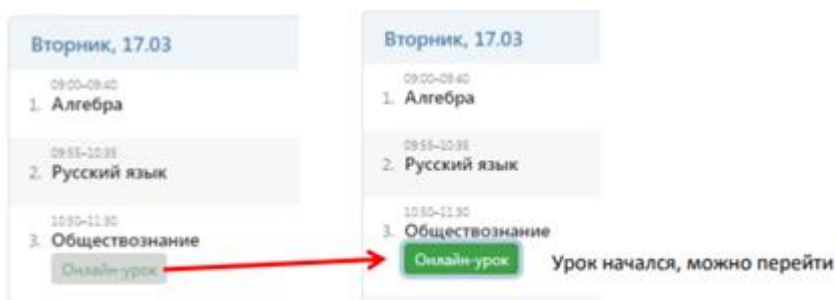 Вторник, 17.03
09:00–09:40
1. Алгебра
09:55–10:35
2. Русский язык
10:50–11:30
3. Обществознание
Онлайн-урок
Вторник, 17.03
09:00–09:40
1. Алгебра
09:55–10:35
2. Русский язык
10:50–11:30
3. Обществознание
Онлайн-урок
Урок начался, можно перейти